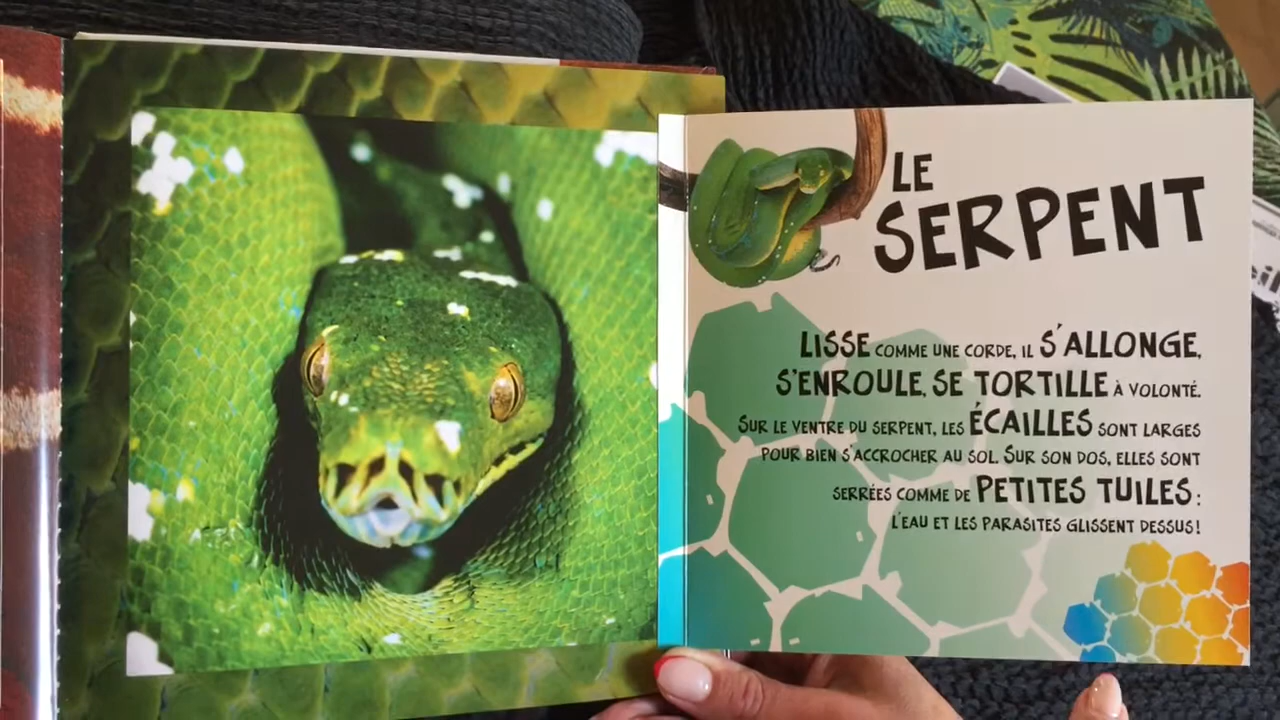 LE
SERPENT
LISSE COMME UNE CORDE, IL S'ALLONGE,
S'ENROULE, SE TORTILLE À VOLONTÉ.
SUR LE VENTRE DU SERPENT, LES ÉCAILLES SONT LARGES
POUR BIEN S'ACCROCHER AU SOL. SUR SON DOS, ELLES SONT
SERRÉES COMME DE PETITES TUILES :
L'EAU ET LES PARASITES GLISSENT DESSUS !